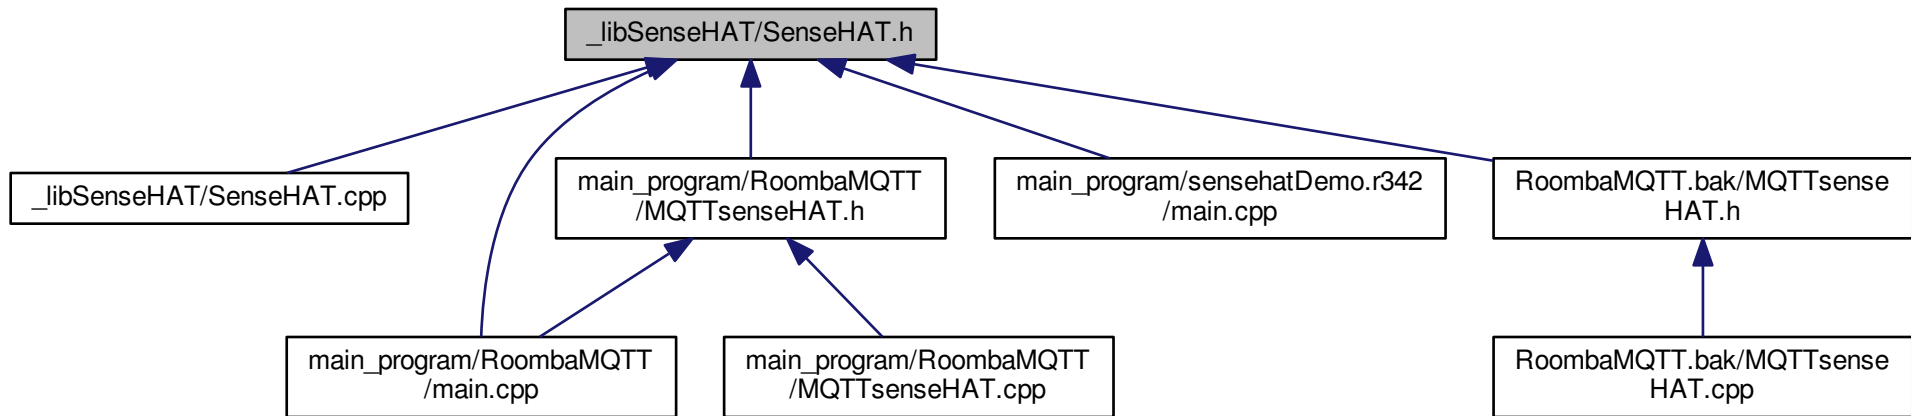 _libSenseHAT/SenseHAT.h
_libSenseHAT/SenseHAT.cpp
main_program/RoombaMQTT
/MQTTsenseHAT.h
main_program/sensehatDemo.r342
/main.cpp
RoombaMQTT.bak/MQTTsense
HAT.h
main_program/RoombaMQTT
/main.cpp
main_program/RoombaMQTT
/MQTTsenseHAT.cpp
RoombaMQTT.bak/MQTTsense
HAT.cpp